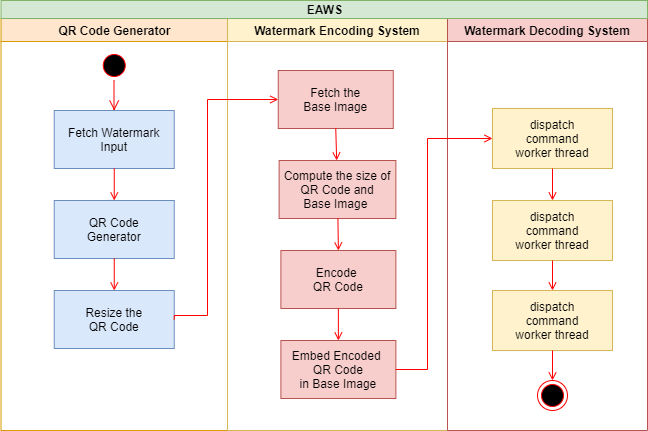 EAWS
QR Code Generator
Watermark Encoding System
Watermark Decoding System
Fetch Watermark
Input
QR Code
Generator
Resize the
QR Code
Fetch the
Base Image
Compute the size of
QR Code and
Base Image
Encode
QR Code
Embed Encoded
QR Code
in Base Image
dispatch
command
worker thread
dispatch
command
worker thread
dispatch
command
worker thread